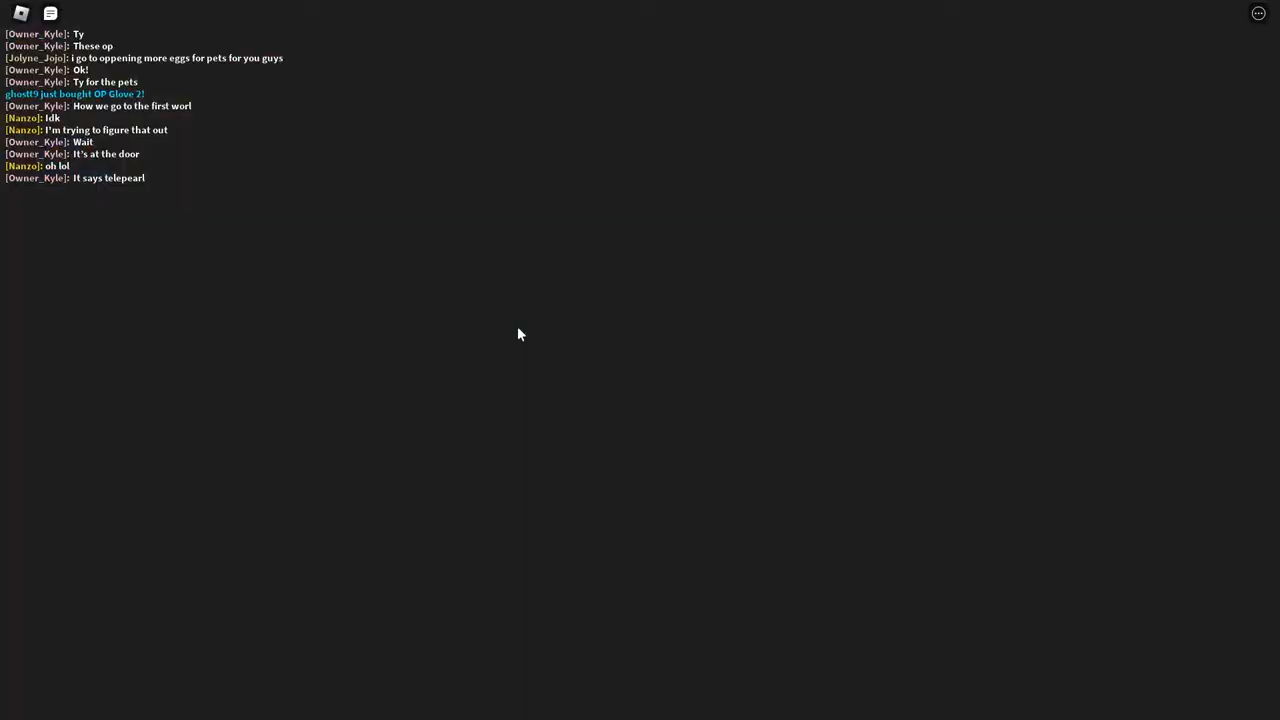 [Owner_Kyle]: Ty
[Owner_Kyle]: These op
[Jolyne_Jojo]: i go to oppening more eggs for pets for you guys
[Owner_Kyle]: Ok!
[Owner_Kyle]: Ty for the pets
ghostt9 just bought OP Glove 2!
[Owner_Kyle]: How we go to the first worl
[Nanzo]: Idk
[Nanzo]: I'm trying to figure that out
[Owner_Kyle]: Wait
[Owner_Kyle]: It's at the door
[Nanzo]: oh lol
[Owner_Kyle]: It says telepearl